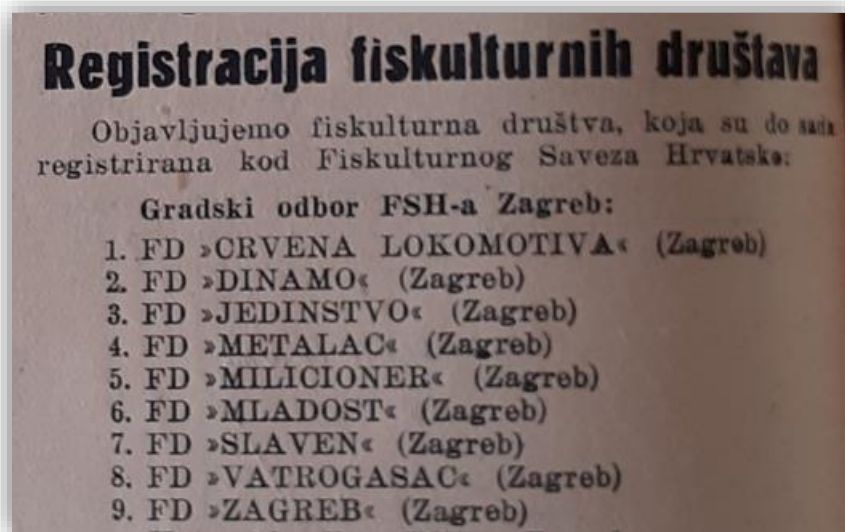 Registracija fiskulturnih društava
Objavljujemo fiskulturna društva, koja su do sada
registrirana kod Fiskulturnog Saveza Hrvatske:
Gradski odbor FSH-a Zagreb:
1. FD »CRVENA LOKOMOTIVA« (Zagreb)
2. FD »DINAMO« (Zagreb)
3. FD »JEDINSTVO« (Zagreb)
4. FD »METALAC« (Zagreb)
5. FD »MILICIONER« (Zagreb)
6. FD »MLADOST« (Zagreb)
7. FD »SLAVEN« (Zagreb)
8. FD »VATROGASAC« (Zagreb)
9. FD »ZAGREB« (Zagreb)